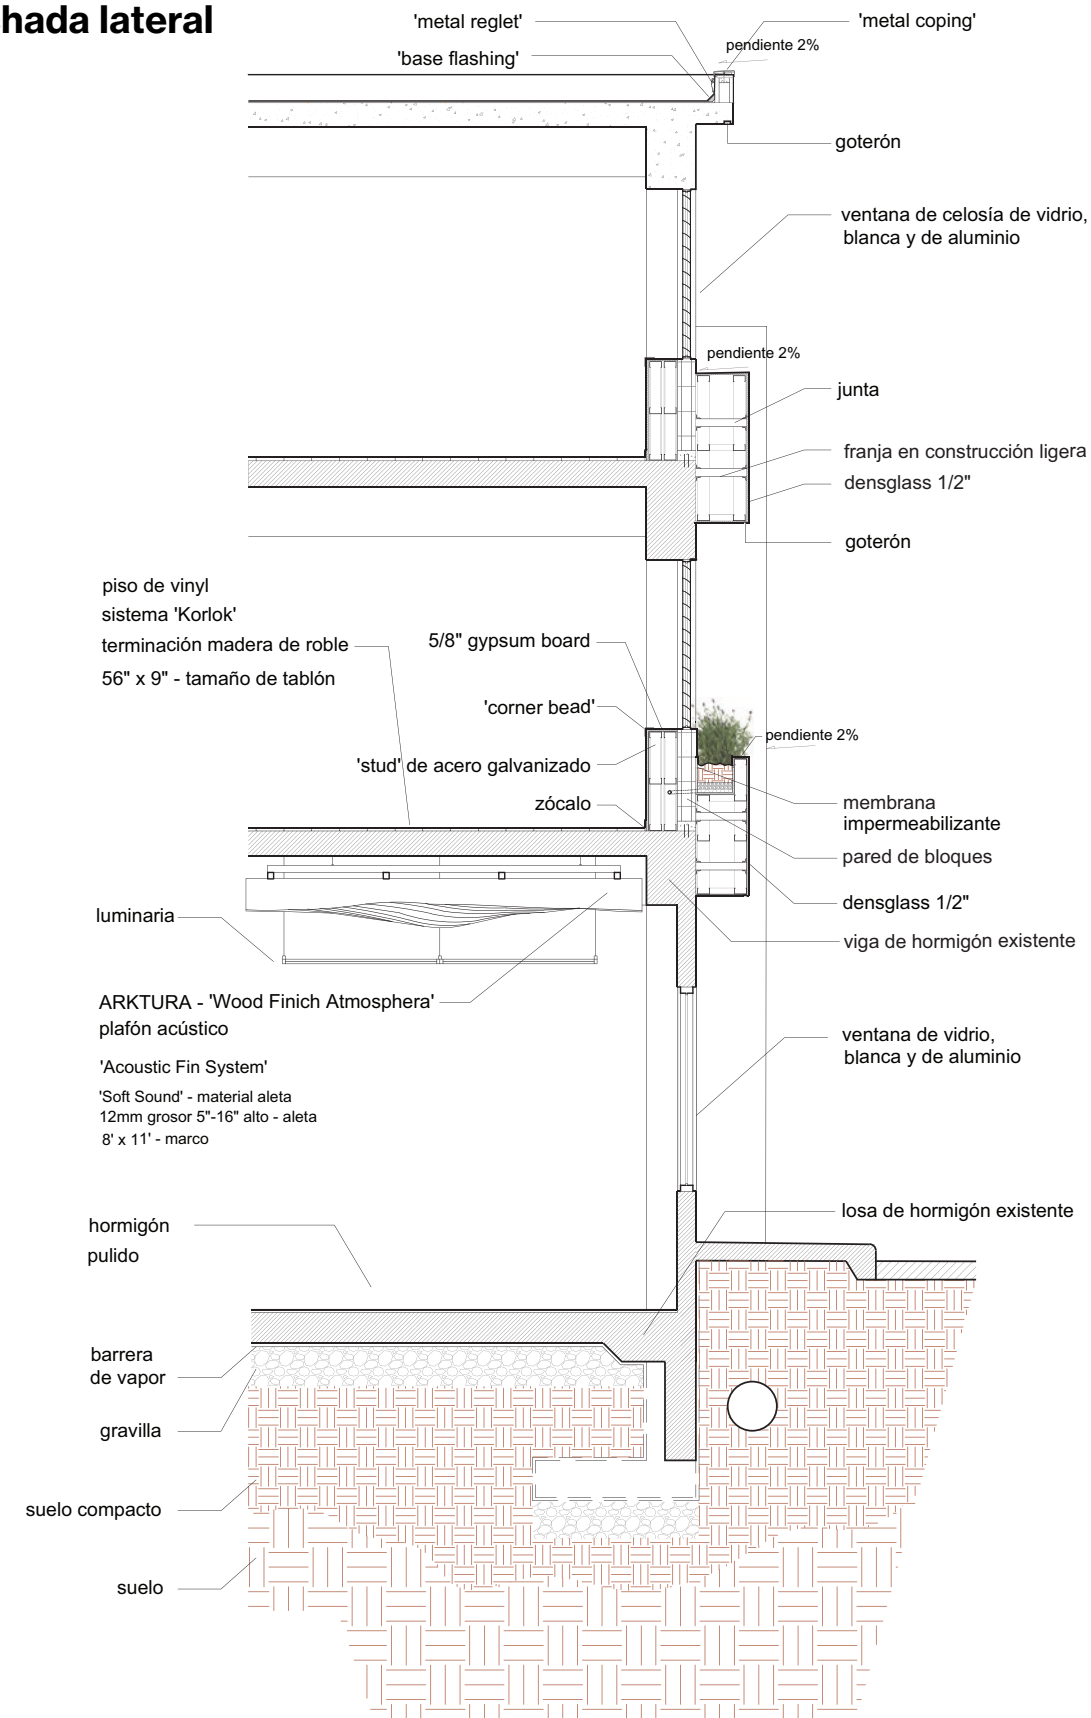 hada lateral
'metal reglet'
'metal coping'
pendiente 2%
'base flashing'
goterón
ventana de celosía de vidrio,
blanca y de aluminio
pendiente 2%
junta
franja en construcción ligera
densglass 1/2"
goterón
piso de vinyl
sistema 'Korlok'
terminación madera de roble
56" x 9" - tamaño de tablón
5/8" gypsum board
'corner bead'
'stud' de acero galvanizado
zócalo
pendiente 2%
membrana
impermeabilizante
pared de bloques
densglass 1/2"
viga de hormigón existente
luminaria
ARKTURA - 'Wood Finich Atmosphera'
plafón acústico
'Acoustic Fin System'
'Soft Sound' - material aleta
12mm grosor 5"-16" alto - aleta
8' x 11' - marco
ventana de vidrio,
blanca y de aluminio
losa de hormigón existente
hormigón
pulido
barrera
de vapor
gravilla
suelo compacto
suelo